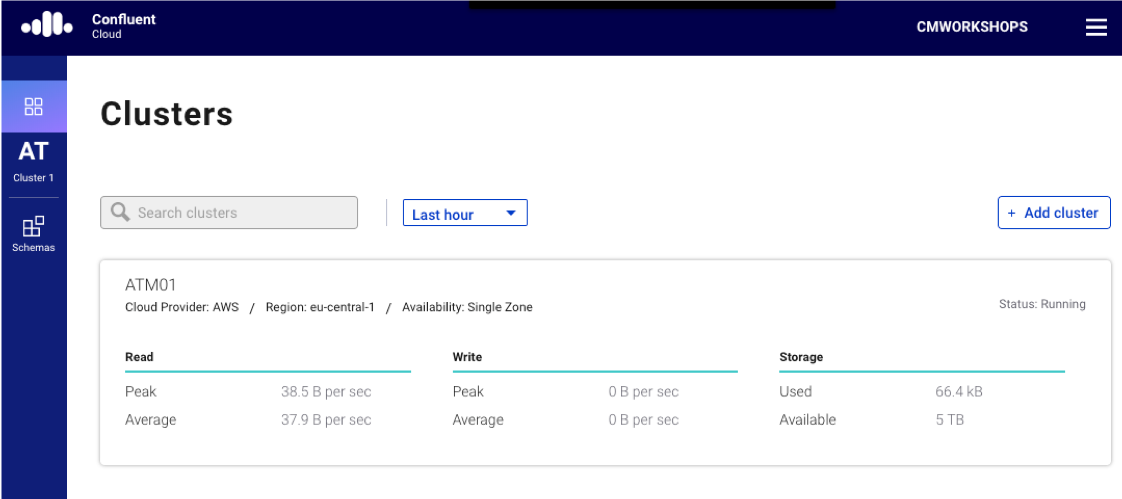 Confluent
Cloud
CMWORKSHOPS
AT
Cluster 1
Schemas
Clusters
Search clusters
Last hour
+ Add cluster
ATM01
Cloud Provider: AWS / Region: eu-central-1 / Availability: Single Zone
Status: Running
Read
Peak 38.5 B per sec
Average 37.9 B per sec
Write
Peak 0 B per sec
Average 0 B per sec
Storage
Used 66.4 kB
Available 5 TB